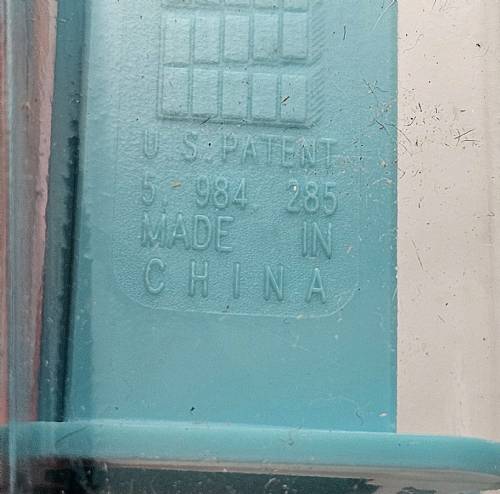 U.S. PATENT
5, 984, 285
MADE IN
CHINA